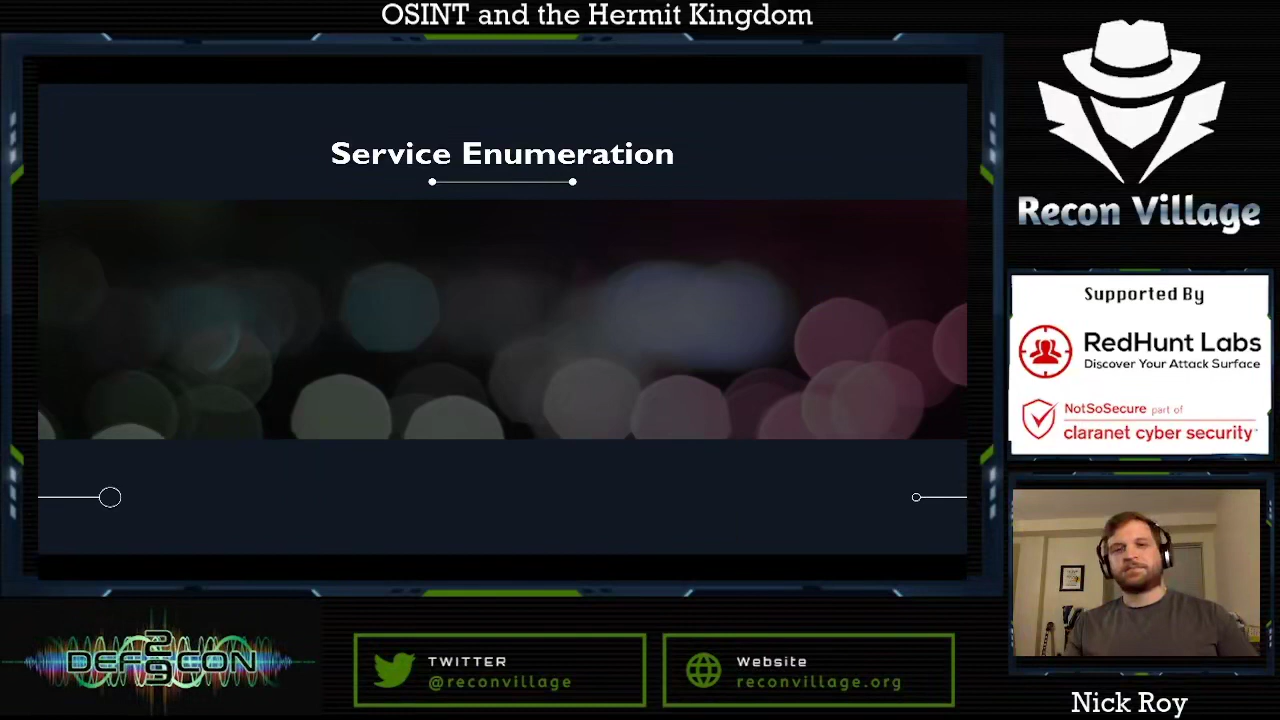 OSINT and the Hermit Kingdom
Service Enumeration
Recon Village
Supported By
RedHunt Labs
Discover Your Attack Surface
NotSoSecure part of
claranet cyber security
DEF CON
29
TWITTER
@reconvillage
Website
reconvillage.org
Nick Roy